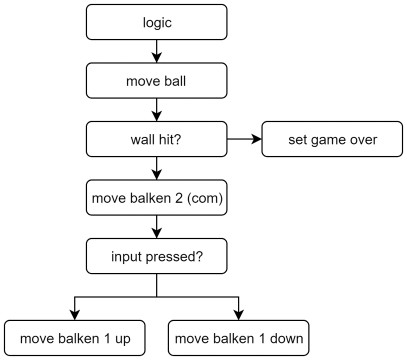 logic
move ball
wall hit?
set game over
move balken 2 (com)
input pressed?
move balken 1 up
move balken 1 down